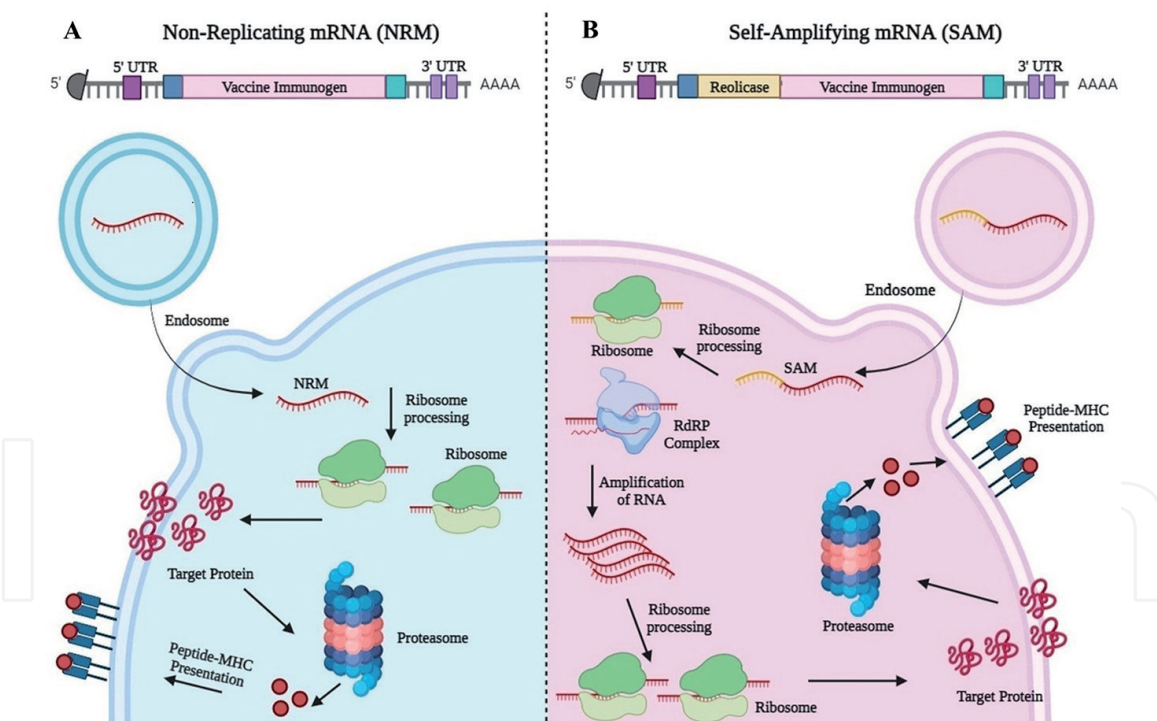 A
Non-Replicating mRNA (NRM)
5'
5' UTR
Vaccine Immunogen
3' UTR
AAAA
Endosome
NRM
Ribosome
processing
Ribosome
Target Protein
Proteasome
Peptide-MHC
Presentation
B
Self-Amplifying mRNA (SAM)
5'
5' UTR
Reolicase
Vaccine Immunogen
3' UTR
AAAA
Endosome
SAM
Ribosome
processing
Ribosome
RdRP
Complex
Amplification
of RNA
Ribosome
processing
Ribosome
Target Protein
Proteasome
Peptide-MHC
Presentation